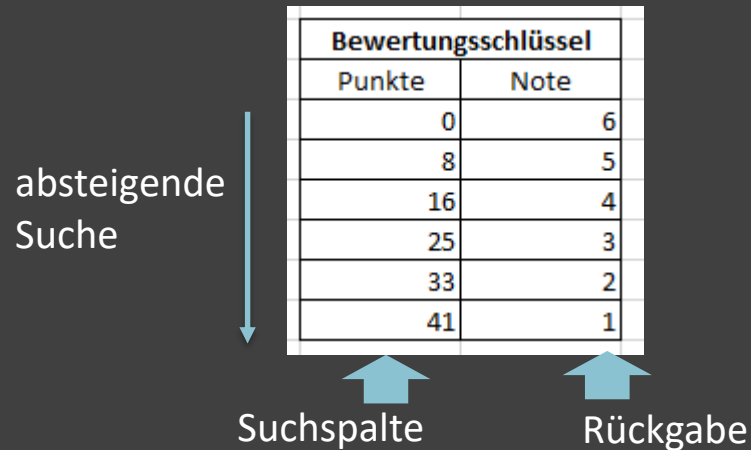 Bewertungsschlüssel
Punkte Note
0 6
8 5
16 4
25 3
33 2
41 1
absteigende
Suche
Suchspalte Rückgabe